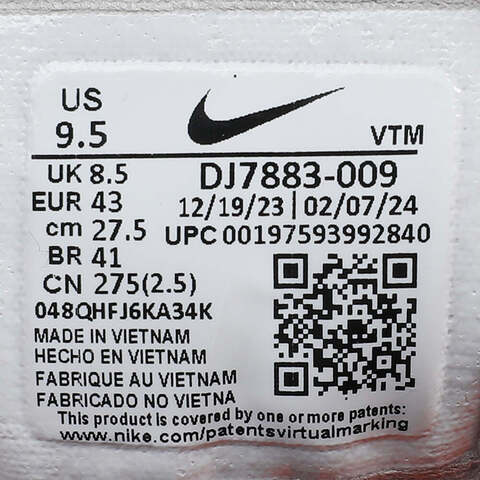 US
9.5
VTM
UK 8.5
DJ7883-009
EUR 43
12/19/23 | 02/07/24
cm 27.5
UPC 00197593992840
BR 41
CN 275(2.5)
048QHFJ6KA34K
MADE IN VIETNAM
HECHO EN VIETNAM
FABRIQUE AU VIETNAM
FABRICADO NO VIETNA
This product is covered by one or more patents:
www.nike.com/patentsvirtualmarking